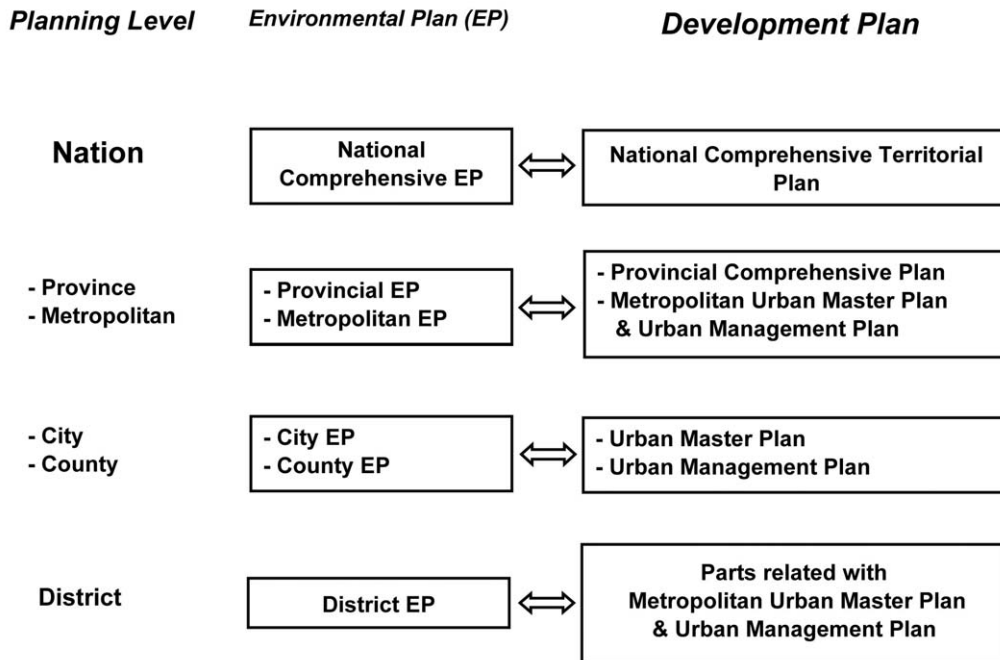 Planning Level
Environmental Plan (EP)
Development Plan
Nation
National
Comprehensive EP
National Comprehensive Territorial
Plan
- Province
- Metropolitan
- Provincial EP
- Metropolitan EP
- Provincial Comprehensive Plan
- Metropolitan Urban Master Plan
& Urban Management Plan
- City
- County
- City EP
- County EP
- Urban Master Plan
- Urban Management Plan
District
District EP
Parts related with
Metropolitan Urban Master Plan
& Urban Management Plan